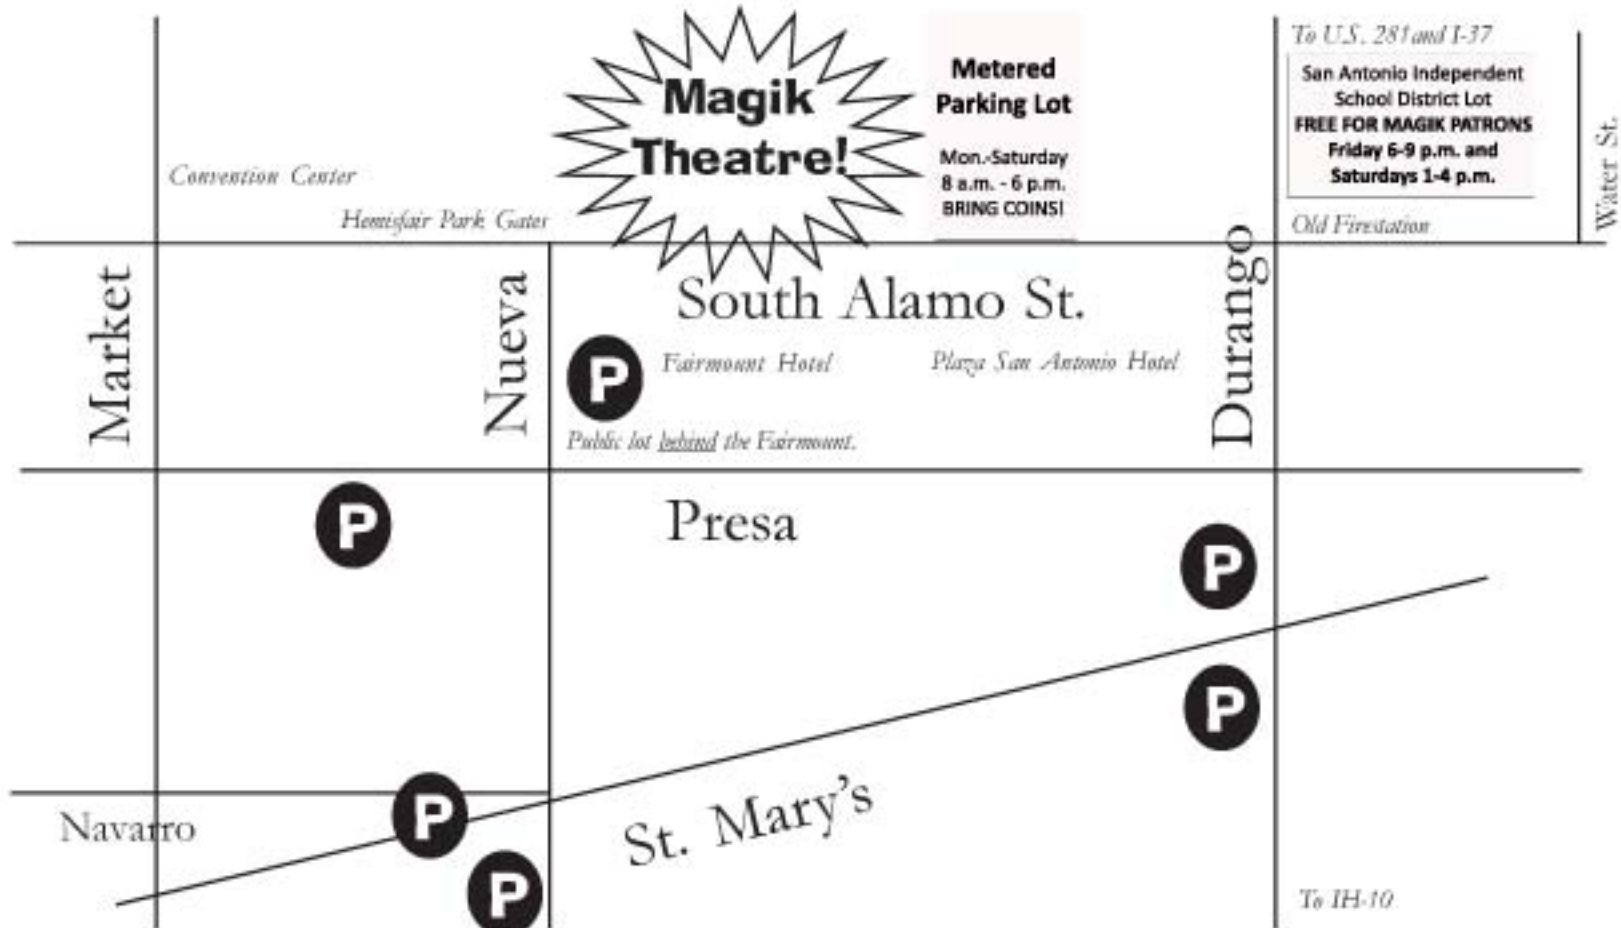 To U.S. 281 and I-37
Magik
Theatre!
Metered
Parking Lot
Mon.-Saturday
8 a.m. - 6 p.m.
BRING COINS!
San Antonio Independent
School District Lot
FREE FOR MAGIK PATRONS
Friday 6-9 p.m. and
Saturdays 1-4 p.m.
Water St.
Convention Center
Hemisfair Park Gates
Old Firestation
Market
Nueva
South Alamo St.
Durango
P
Fairmount Hotel
Plaza San Antonio Hotel
Public lot behind the Fairmount.
P
Presa
P
P
P
Navarro
St. Mary's
P
To IH-10